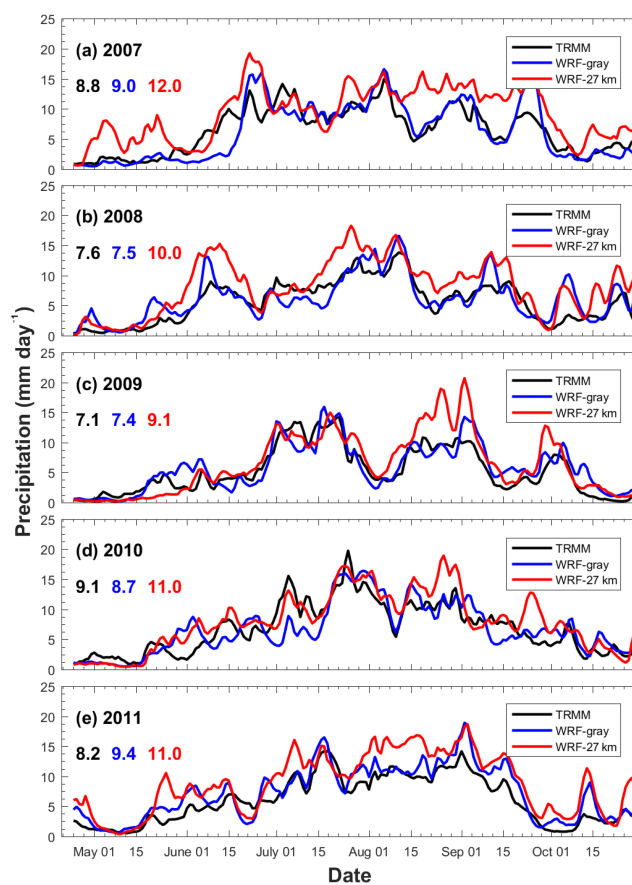 Precipitation (mm day⁻¹)
25
20
15
10
5
0
(a) 2007
8.8 9.0 12.0
TRMM
WRF-gray
WRF-27 km
25
20
15
10
5
0
(b) 2008
7.6 7.5 10.0
TRMM
WRF-gray
WRF-27 km
25
20
15
10
5
0
(c) 2009
7.1 7.4 9.1
TRMM
WRF-gray
WRF-27 km
25
20
15
10
5
0
(d) 2010
9.1 8.7 11.0
TRMM
WRF-gray
WRF-27 km
25
20
15
10
5
0
(e) 2011
8.2 9.4 11.0
TRMM
WRF-gray
WRF-27 km
May 01 15 June 01 15 July 01 15 Aug 01 15 Sep 01 15 Oct 01 15
Date